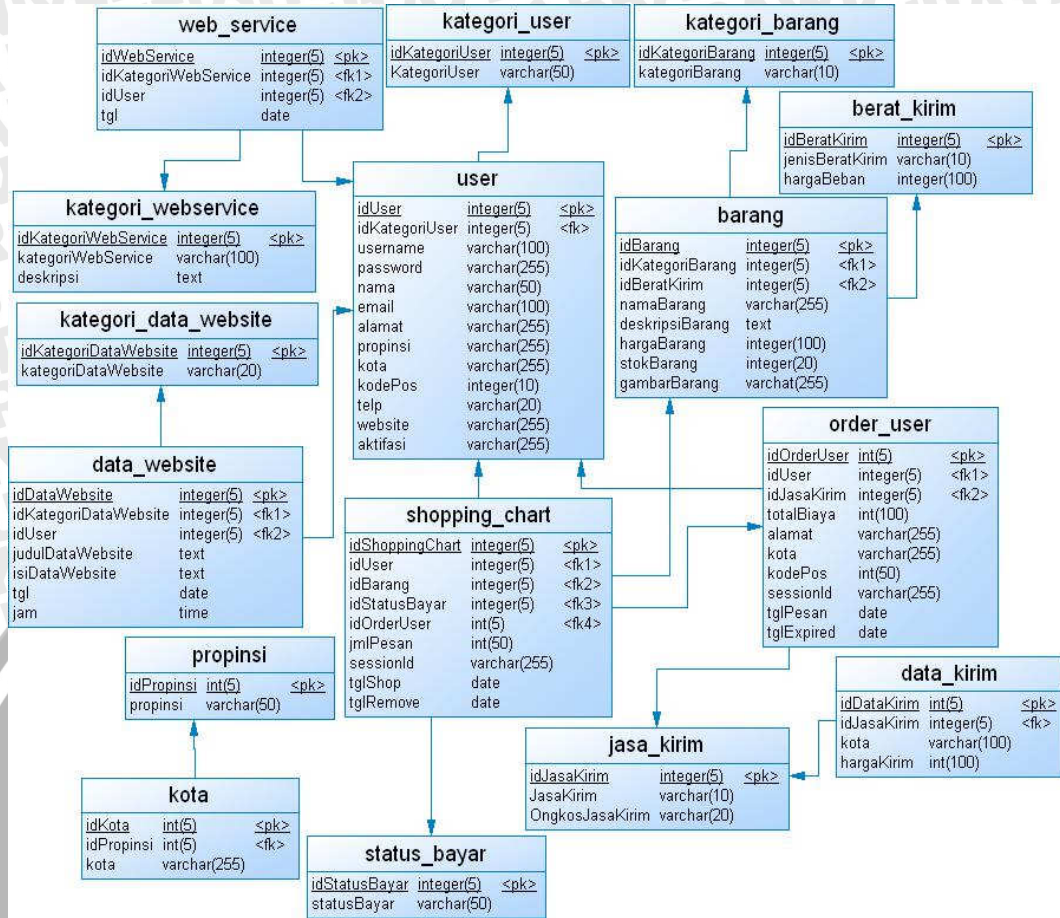 web_service
idWebService integer(5) <pk>
idKategoriWebService integer(5) <fk1>
idUser integer(5) <fk2>
tgl date
kategori_user
idKategoriUser integer(5) <pk>
KategoriUser varchar(50)
kategori_barang
idKategoriBarang integer(5) <pk>
kategoriBarang varchar(10)
berat_kirim
idBeratKirim integer(5) <pk>
jenisBeratKirim varchar(10)
hargaBeban integer(100)
kategori_webservice
idKategoriWebService integer(5) <pk>
kategoriWebService varchar(100)
deskripsi text
user
idUser integer(5) <pk>
idKategoriUser integer(5) <fk>
username varchar(100)
password varchar(255)
nama varchar(50)
email varchar(100)
alamat varchar(255)
propinsi varchar(255)
kota varchar(255)
kodePos integer(10)
telp varchar(20)
website varchar(255)
aktifasi varchar(255)
barang
idBarang integer(5) <pk>
idKategoriBarang integer(5) <fk1>
idBeratKirim integer(5) <fk2>
namaBarang varchar(255)
deskripsiBarang text
hargaBarang integer(100)
stokBarang integer(20)
gambarBarang varchat(255)
kategori_data_website
idKategoriDataWebsite integer(5) <pk>
kategoriDataWebsite varchar(20)
data_website
idDataWebsite integer(5) <pk>
idKategoriDataWebsite integer(5) <fk1>
idUser integer(5) <fk2>
judulDataWebsite text
isiDataWebsite text
tgl date
jam time
order_user
idOrderUser int(5) <pk>
idUser integer(5) <fk1>
idJasaKirim integer(5) <fk2>
totalBiaya int(100)
alamat varchar(255)
kota varchar(255)
kodePos int(50)
sessionId varchar(255)
tglPesan date
tglExpired date
shopping_chart
idShoppingChart integer(5) <pk>
idUser integer(5) <fk1>
idBarang integer(5) <fk2>
idStatusBayar integer(5) <fk3>
idOrderUser int(5) <fk4>
jmlPesan int(50)
sessionId varchar(255)
tglShop date
tglRemove date
propinsi
idPropinsi int(5) <pk>
propinsi varchar(50)
data_kirim
idDataKirim int(5) <pk>
idJasaKirim integer(5) <fk>
kota varchar(100)
hargaKirim int(100)
jasa_kirim
idJasaKirim integer(5) <pk>
JasaKirim varchar(10)
OngkosJasaKirim varchar(20)
kota
idKota int(5) <pk>
idPropinsi int(5) <fk>
kota varchar(255)
status_bayar
idStatusBayar integer(5) <pk>
statusBayar varchar(50)